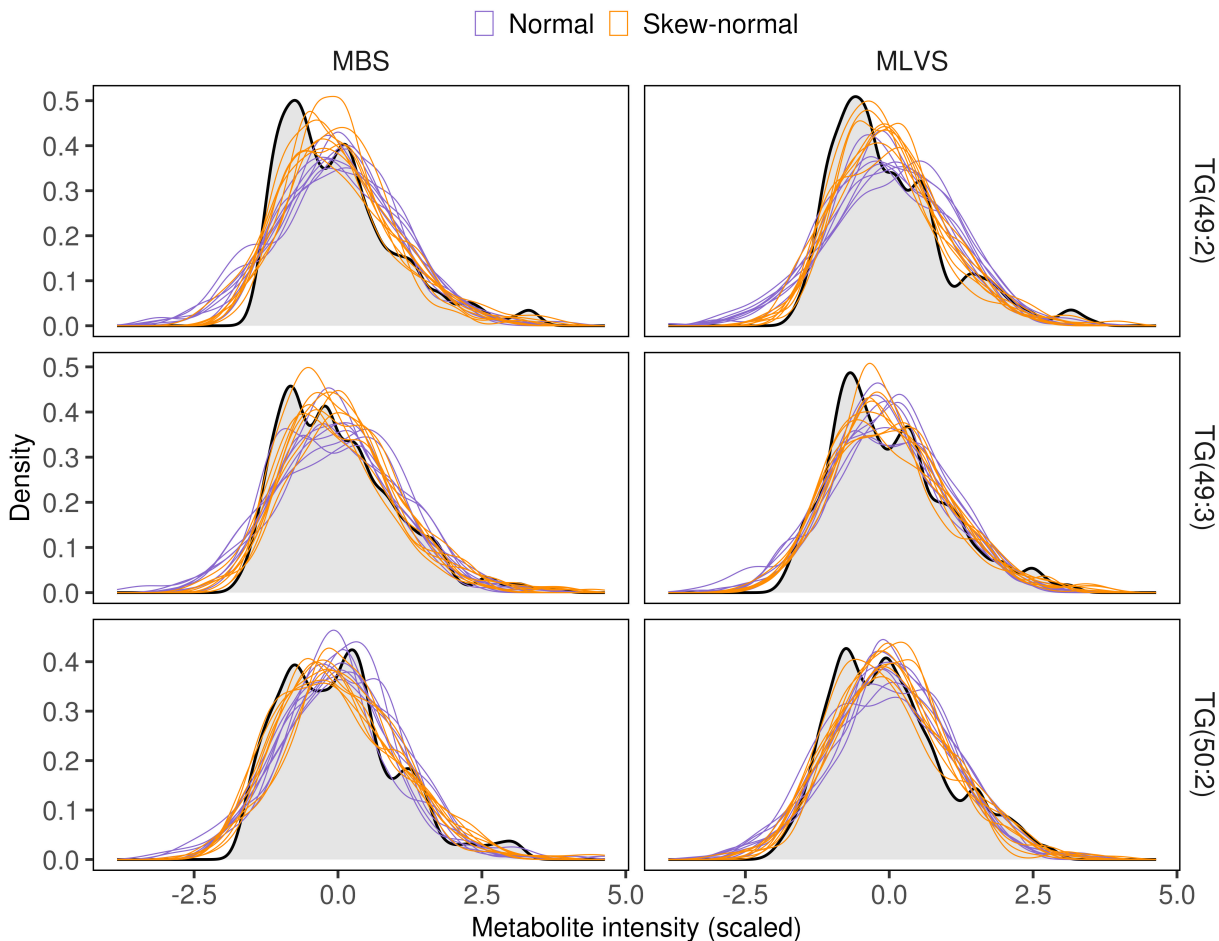 Normal Skew-normal
MBS MLVS
0.5
0.4
0.3
0.2
0.1
0.0
TG(49:2)
0.5
0.4
0.3
0.2
0.1
0.0
TG(49:3)
Density
0.4
0.3
0.2
0.1
0.0
TG(50:2)
-2.5 0.0 2.5 5.0 -2.5 0.0 2.5 5.0
Metabolite intensity (scaled)